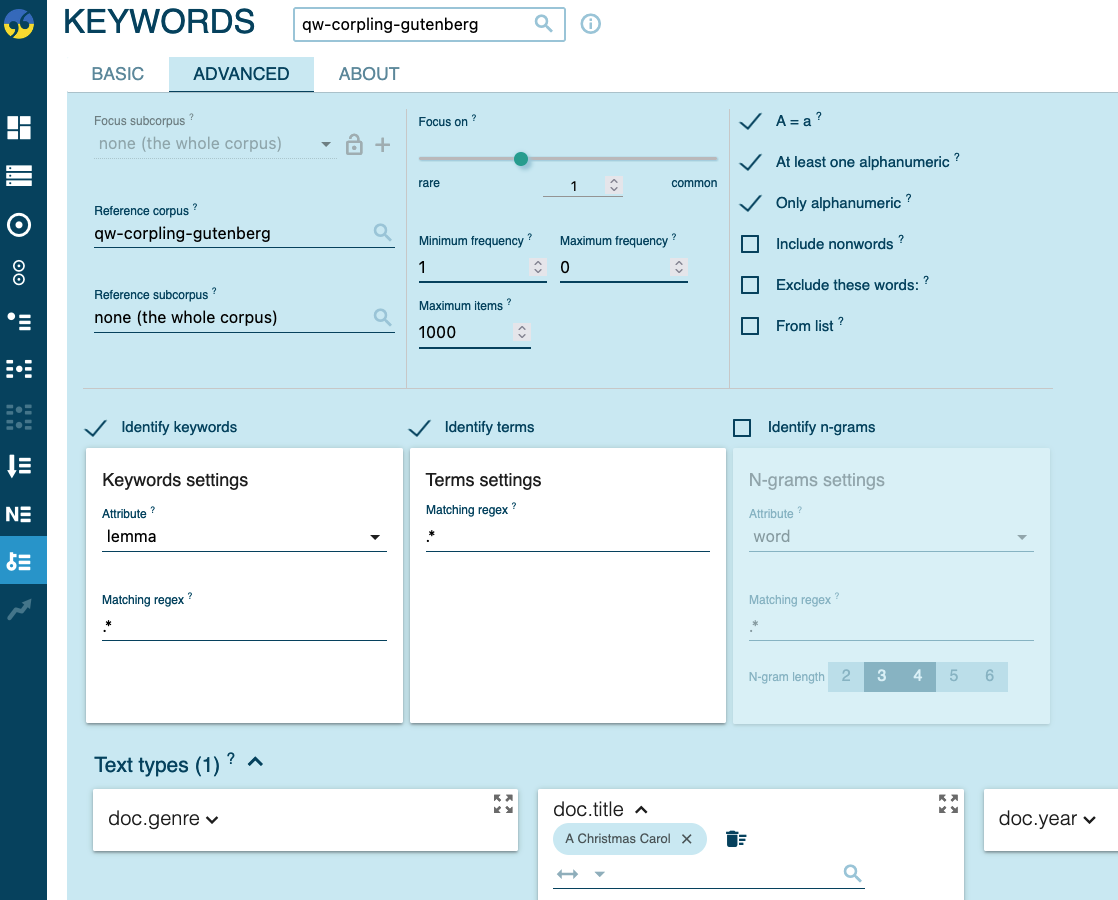 KEYWORDS
qw-corpling-gutenberg
BASIC ADVANCED ABOUT
Focus subcorpus ?
none (the whole corpus)
Reference corpus ?
qw-corpling-gutenberg
Reference subcorpus ?
none (the whole corpus)
Focus on ?
rare 1 common
Minimum frequency ? Maximum frequency ?
1 0
Maximum items ?
1000
A = a ?
At least one alphanumeric ?
Only alphanumeric ?
Include nonwords ?
Exclude these words: ?
From list ?
Identify keywords
Keywords settings
Attribute ?
lemma
Matching regex ?
.*
Identify terms
Terms settings
Matching regex ?
.*
Identify n-grams
N-grams settings
Attribute ?
word
Matching regex ?
.*
N-gram length 2 3 4 5 6
Text types (1) ?
doc.genre
doc.title
A Christmas Carol
doc.year